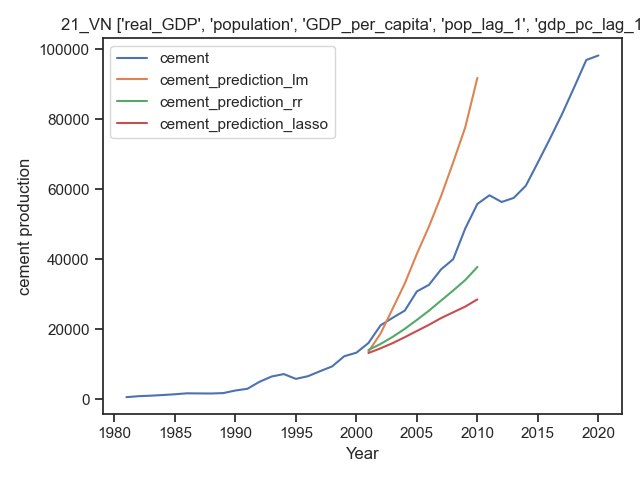 21_VN ['real_GDP', 'population', 'GDP_per_capita', 'pop_lag_1', 'gdp_pc_lag_1
cement
cement_prediction_lm
cement_prediction_rr
cement_prediction_lasso
100000
80000
60000
40000
20000
0
cement production
1980 1985 1990 1995 2000 2005 2010 2015 2020
Year